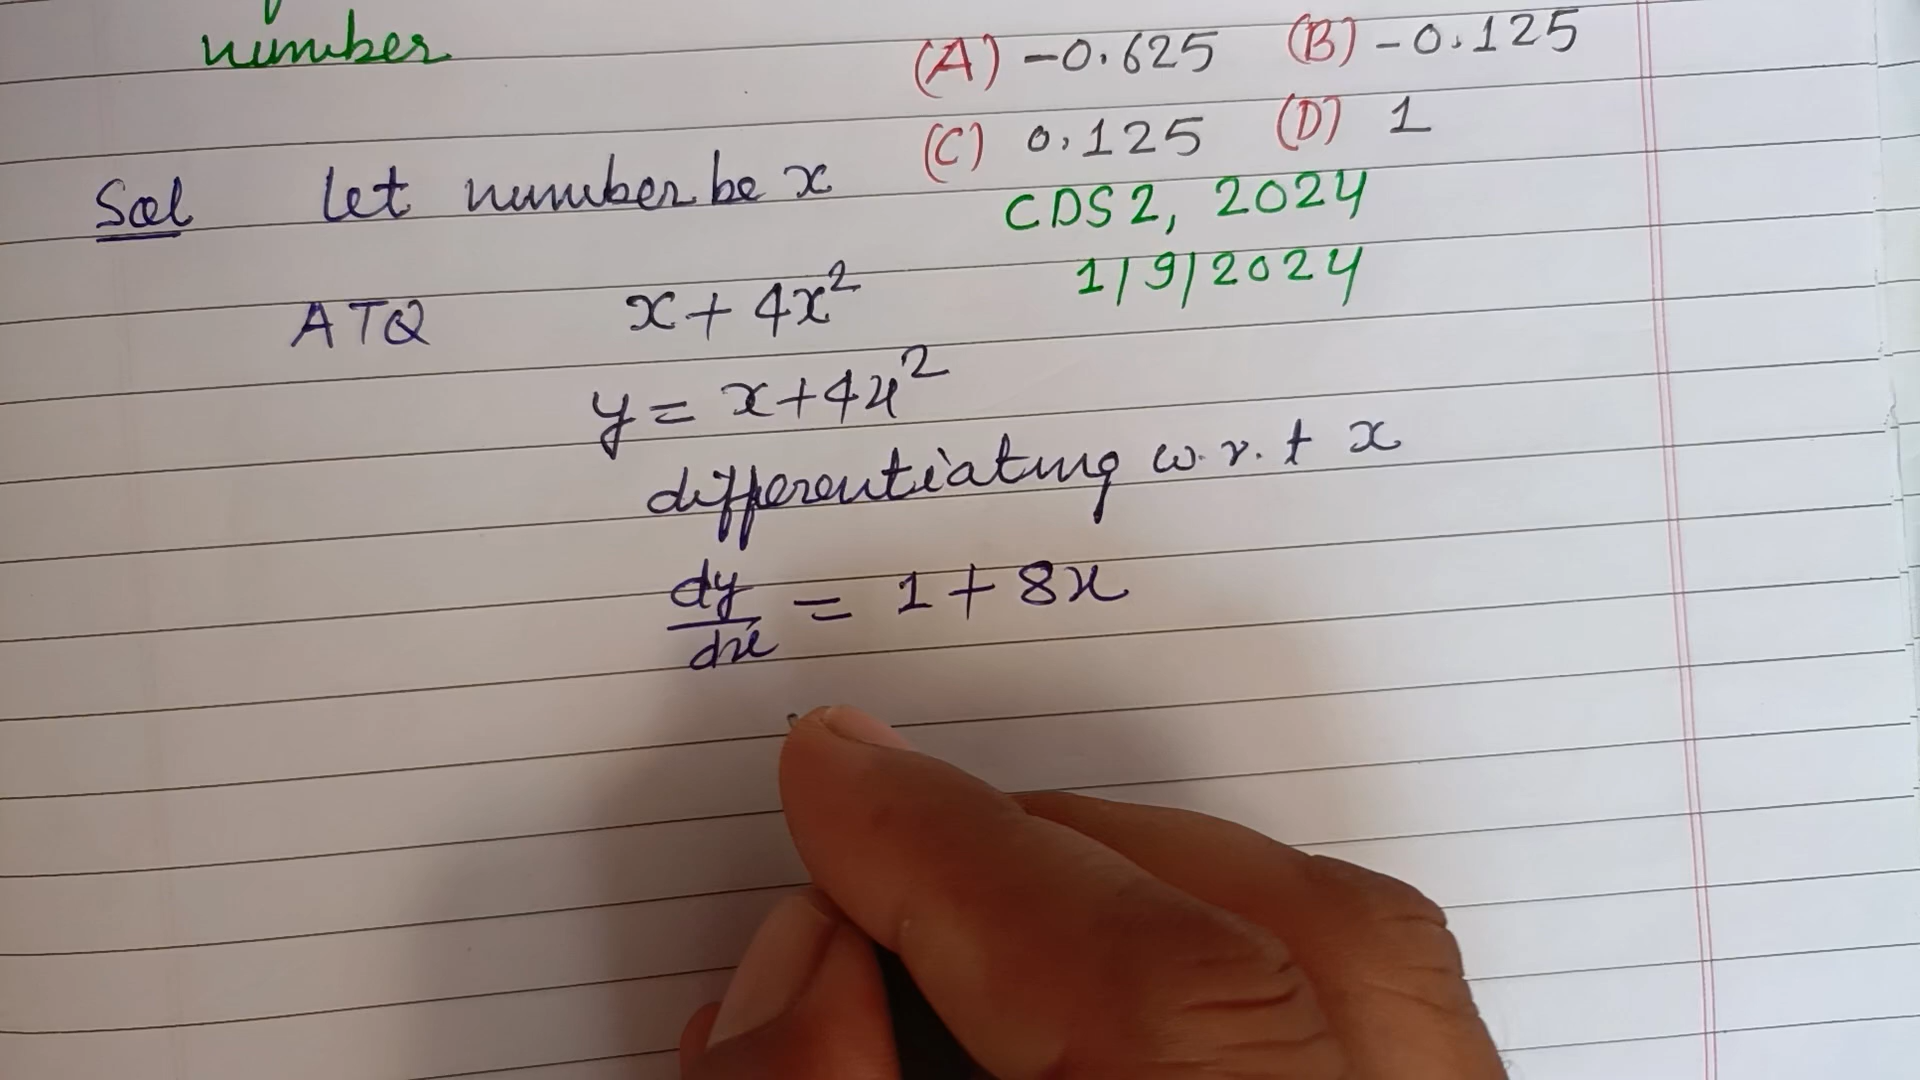 number
(A) -0.625 (B) -0.125
(C) 0.125 (D) 1
Sol let number be x
CDS 2, 2024
1/9/2024
ATQ x + 4x²
y = x + 4x²
differentiating w.r.t x
dy/dx = 1 + 8x